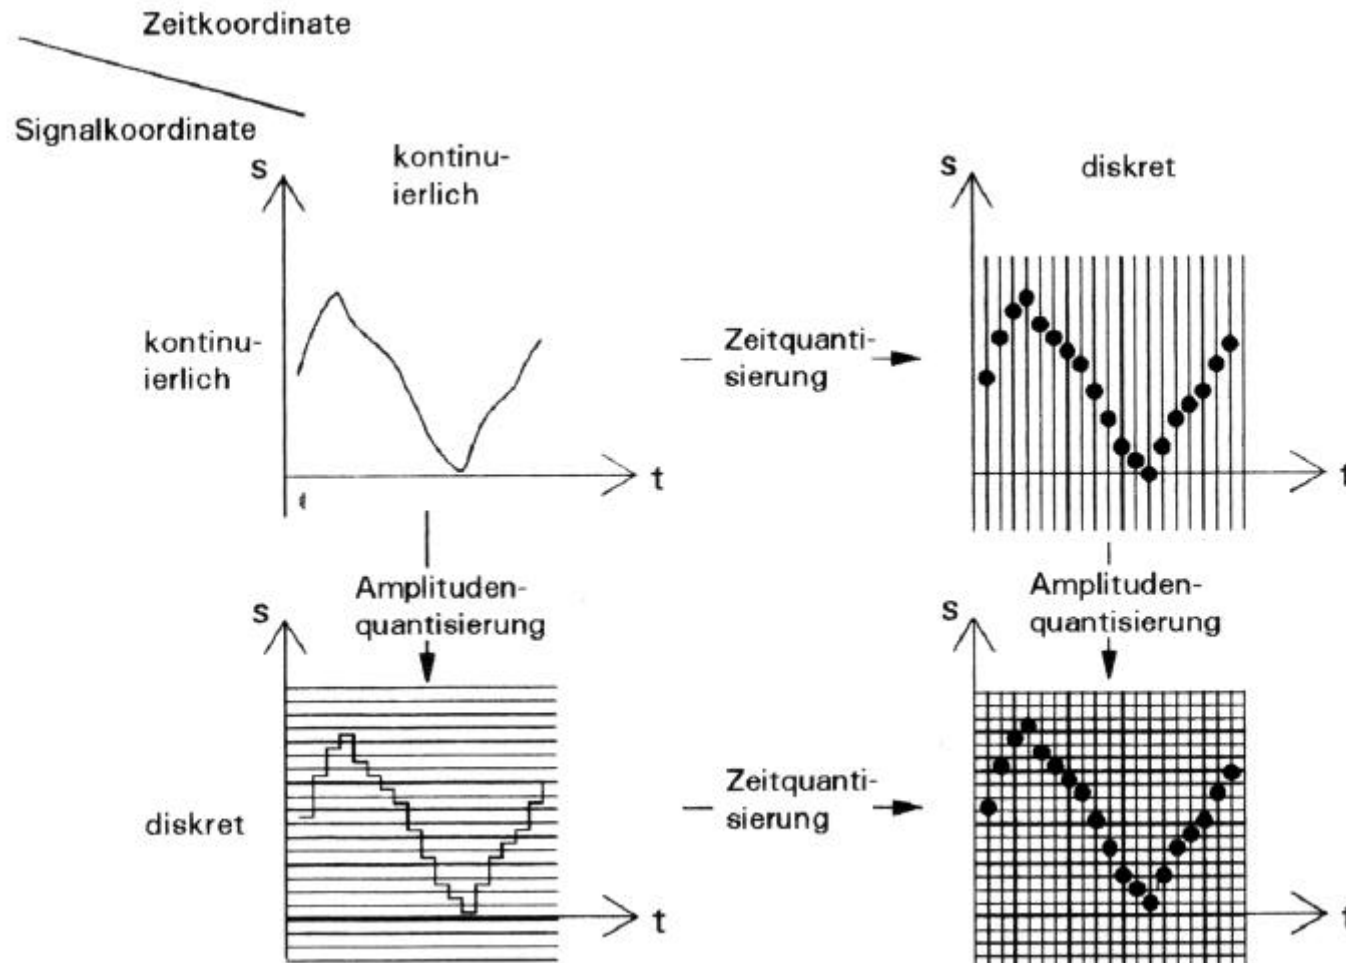 Zeitkoordinate
Signalkoordinate
s
kontinu-
ierlich
s
diskret
kontinu-
ierlich
t
Zeitquanti-
sierung
t
Amplituden-
quantisierung
Amplituden-
quantisierung
s
s
diskret
t
Zeitquanti-
sierung
t